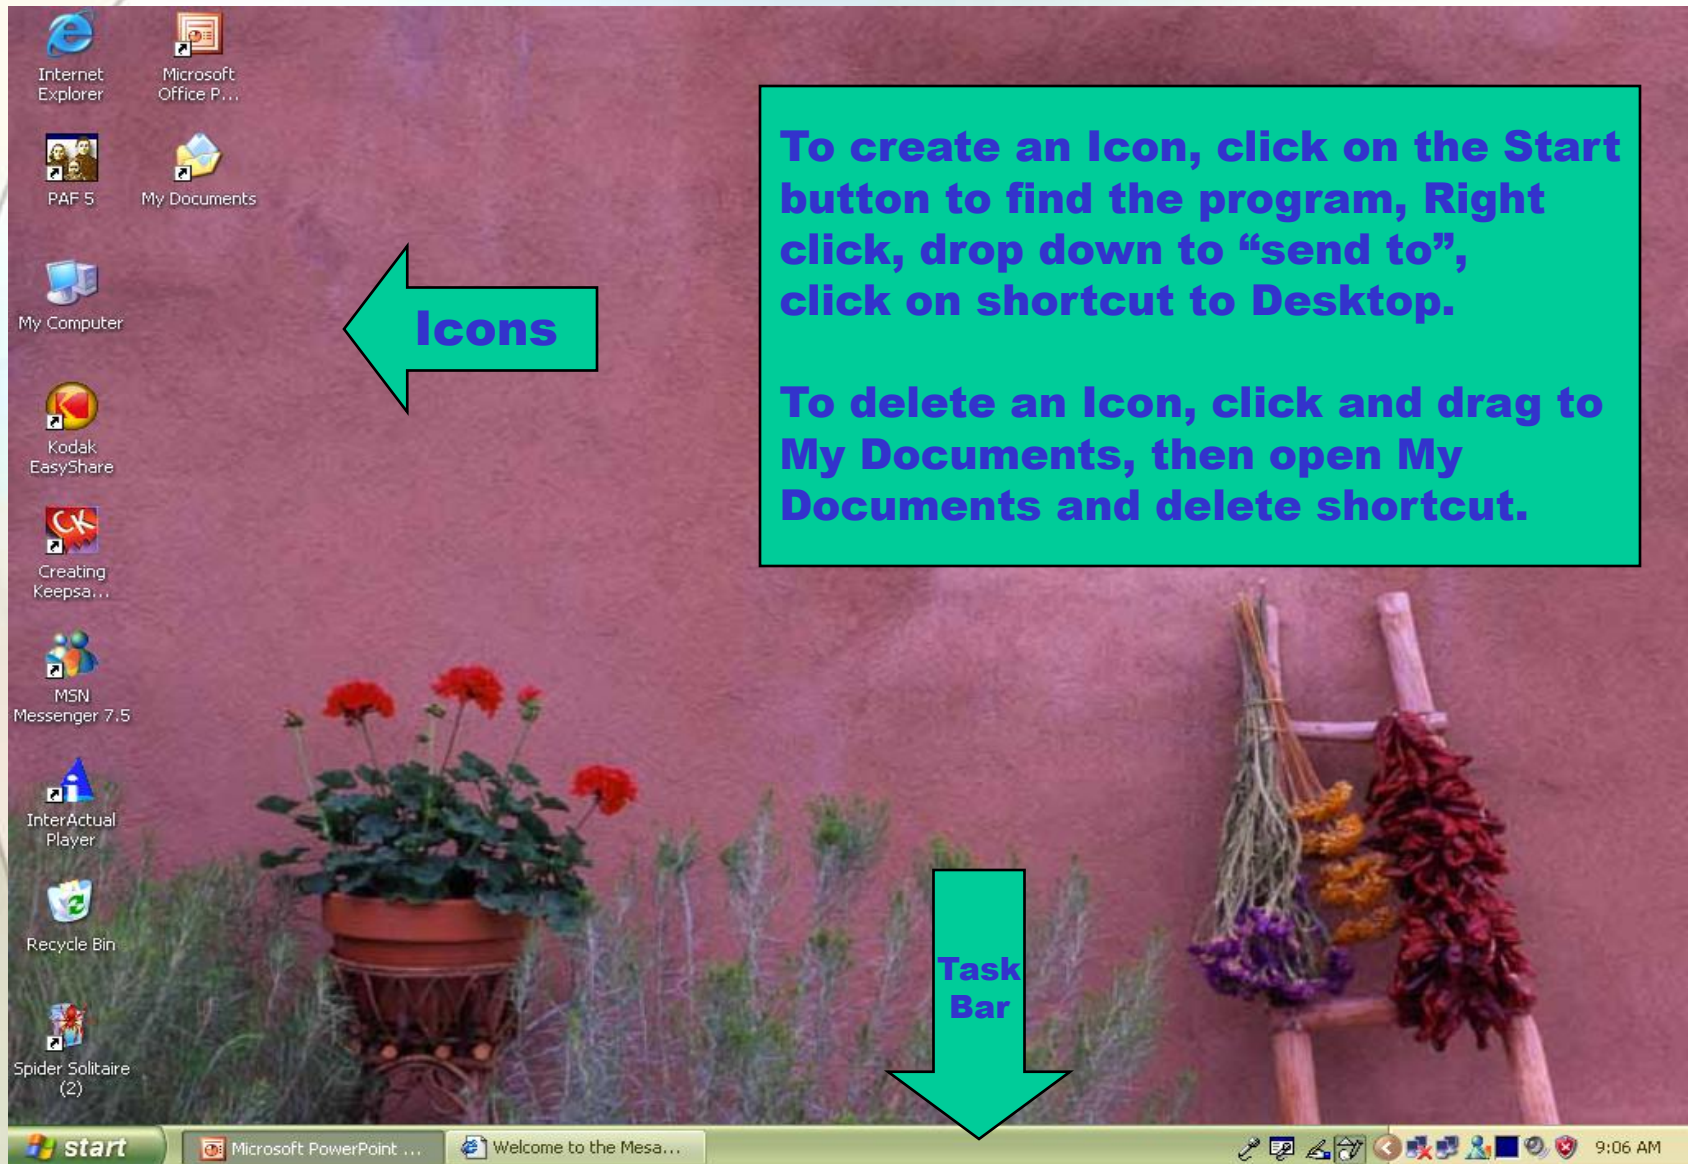 Internet
Explorer
Microsoft
Office P...
PAF 5
My Documents
My Computer
Kodak
EasyShare
Creating
Keepsa...
MSN
Messenger 7.5
InterActual
Player
Recycle Bin
Spider Solitaire
(2)
Icons
To create an Icon, click on the Start
button to find the program, Right
click, drop down to “send to”,
click on shortcut to Desktop.
To delete an Icon, click and drag to
My Documents, then open My
Documents and delete shortcut.
Task
Bar
start
Microsoft PowerPoint ...
Welcome to the Mesa...
9:06 AM